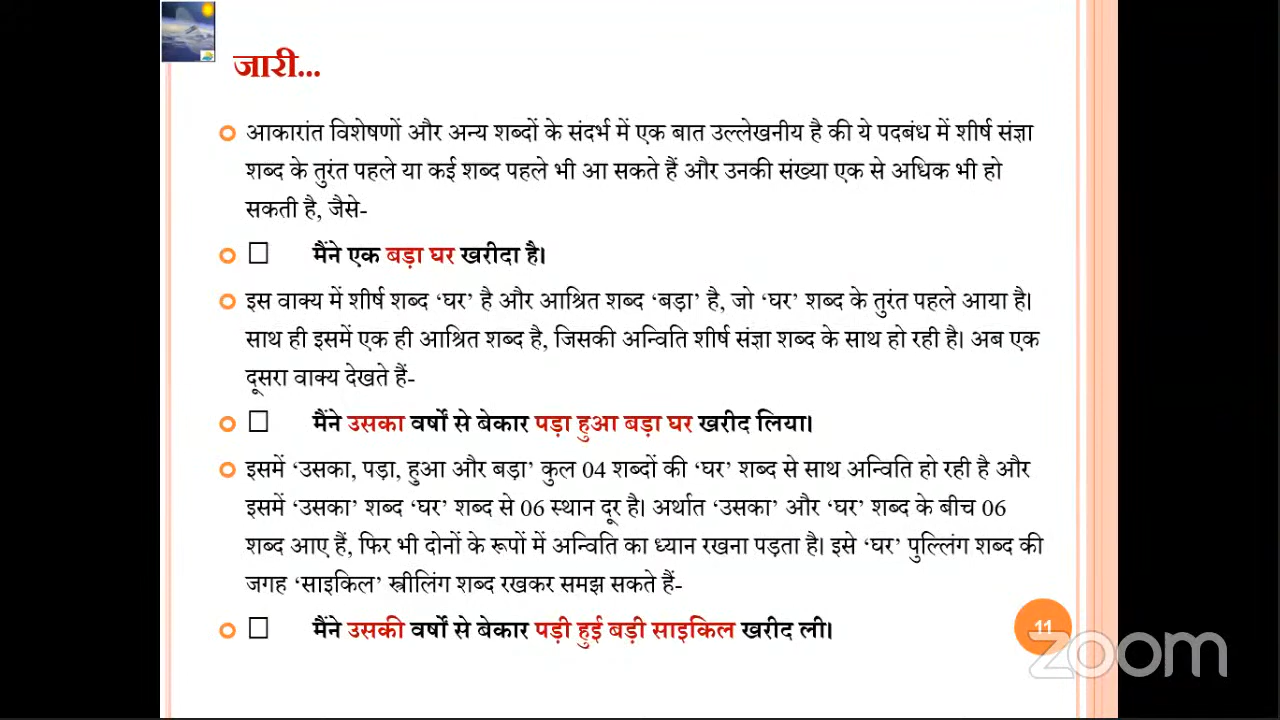 जारी...
आकारांत विशेषणों और अन्य शब्दों के संदर्भ में एक बात उल्लेखनीय है की ये पदबंध में शीर्ष संज्ञा
शब्द के तुरंत पहले या कई शब्द पहले भी आ सकते हैं और उनकी संख्या एक से अधिक भी हो
सकती है, जैसे-
□ मैंने एक बड़ा घर खरीदा है।
इस वाक्य में शीर्ष शब्द ‘घर’ है और आश्रित शब्द ‘बड़ा’ है, जो ‘घर’ शब्द के तुरंत पहले आया है।
साथ ही इसमें एक ही आश्रित शब्द है, जिसकी अन्विति शीर्ष संज्ञा शब्द के साथ हो रही है। अब एक
दूसरा वाक्य देखते हैं-
□ मैंने उसका वर्षों से बेकार पड़ा हुआ बड़ा घर खरीद लिया।
इसमें ‘उसका, पड़ा, हुआ और बड़ा’ कुल 04 शब्दों की ‘घर’ शब्द से साथ अन्विति हो रही है और
इसमें ‘उसका’ शब्द ‘घर’ शब्द से 06 स्थान दूर है। अर्थात ‘उसका’ और ‘घर’ शब्द के बीच 06
शब्द आए हैं, फिर भी दोनों के रूपों में अन्विति का ध्यान रखना पड़ता है। इसे ‘घर’ पुल्लिंग शब्द की
जगह ‘साइकिल’ स्त्रीलिंग शब्द रखकर समझ सकते हैं-
□ मैंने उसकी वर्षों से बेकार पड़ी हुई बड़ी साइकिल खरीद ली।
11
zoom